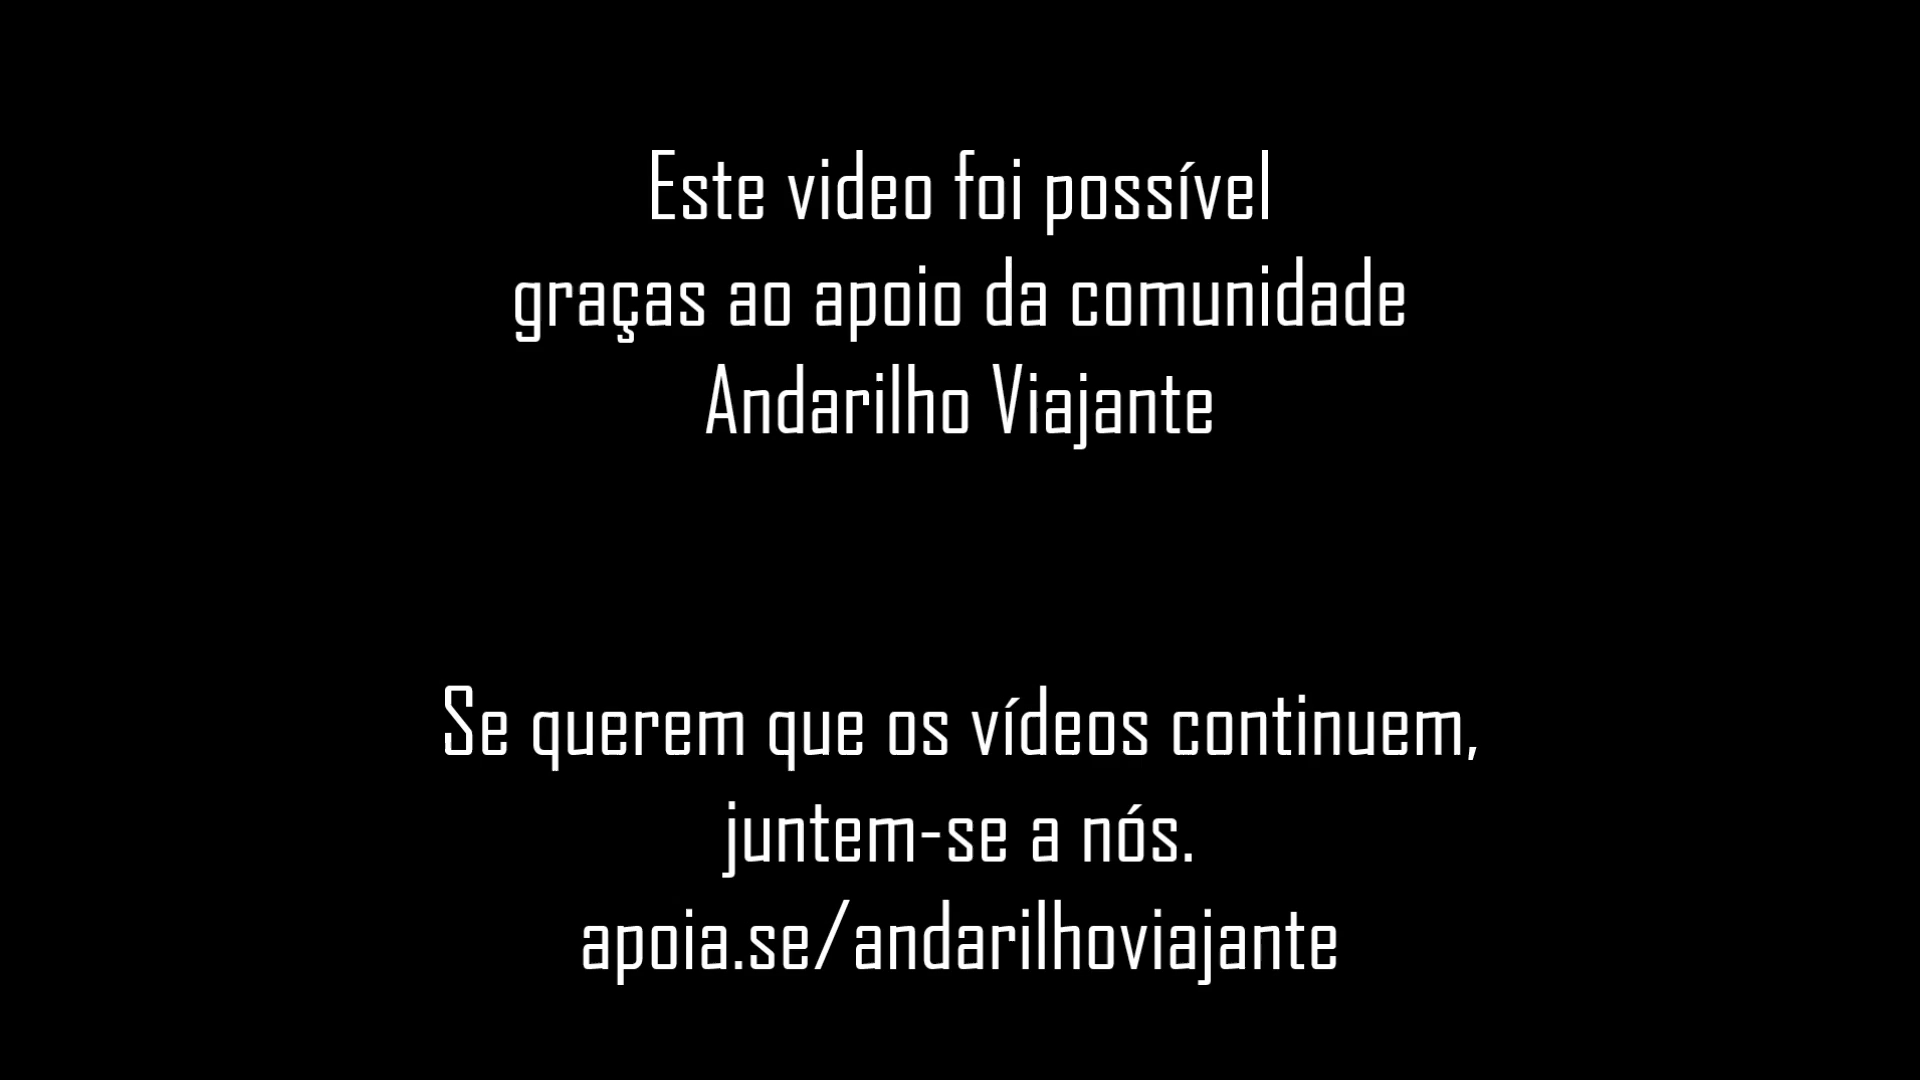 Este video foi possível
graças ao apoio da comunidade
Andarilho Viajante
Se querem que os vídeos continuem,
juntem-se a nós.
apoia.se/andarilhoviajante